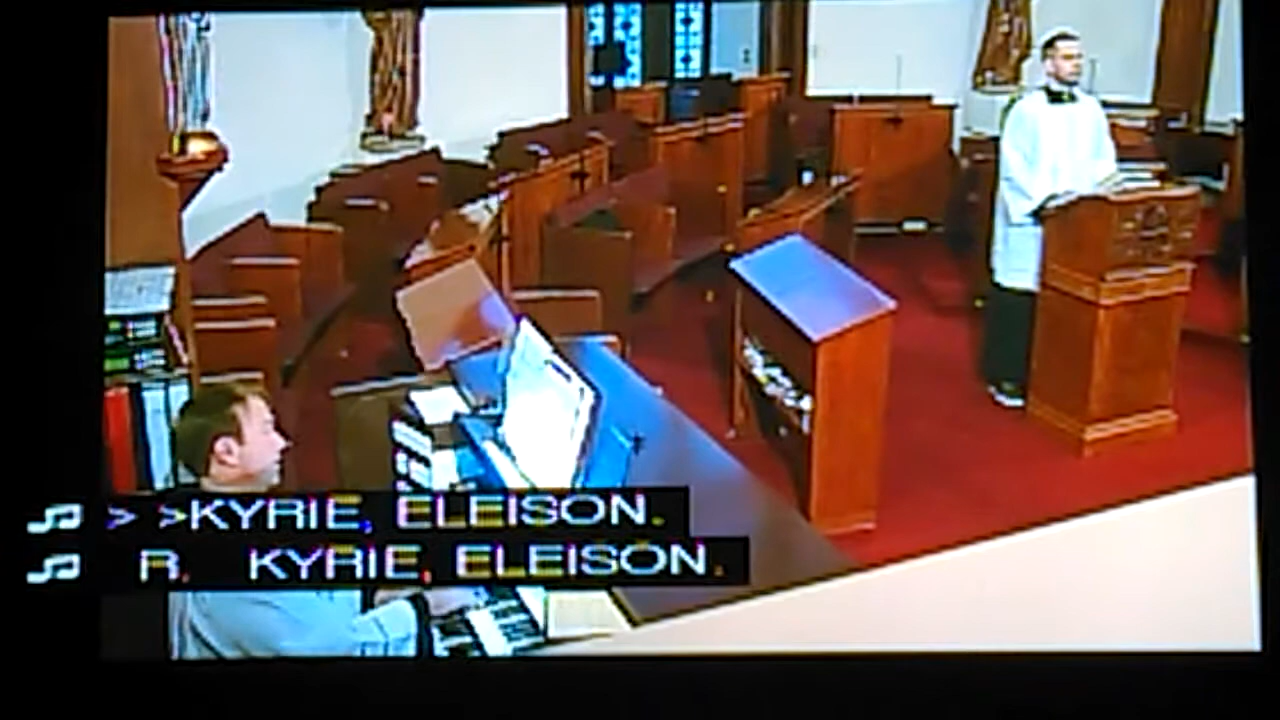 ♫ > >KYRIE, ELEISON.
♫ R. KYRIE, ELEISON.